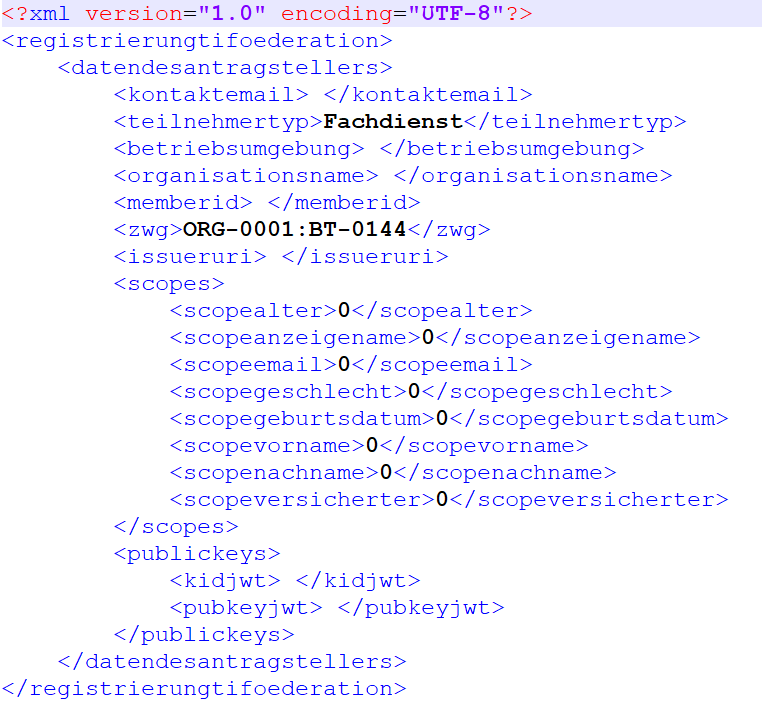 <?xml version="1.0" encoding="UTF-8"?>
<registrierungtifoederation>
    <datendesantragstellers>
        <kontaktemail> </kontaktemail>
        <teilnehmertyp>Fachdienst</teilnehmertyp>
        <betriebsumgebung> </betriebsumgebung>
        <organisationsname> </organisationsname>
        <memberid> </memberid>
        <zwg>ORG-0001:BT-0144</zwg>
        <issueruri> </issueruri>
        <scopes>
            <scopealter>0</scopealter>
            <scopeanzeigename>0</scopeanzeigename>
            <scopeemail>0</scopeemail>
            <scopegeschlecht>0</scopegeschlecht>
            <scopegeburtsdatum>0</scopegeburtsdatum>
            <scopevorname>0</scopevorname>
            <scopenachname>0</scopenachname>
            <scopeversicherter>0</scopeversicherter>
        </scopes>
        <publickeys>
            <kidjwt> </kidjwt>
            <pubkeyjwt> </pubkeyjwt>
        </publickeys>
    </datendesantragstellers>
</registrierungtifoederation>